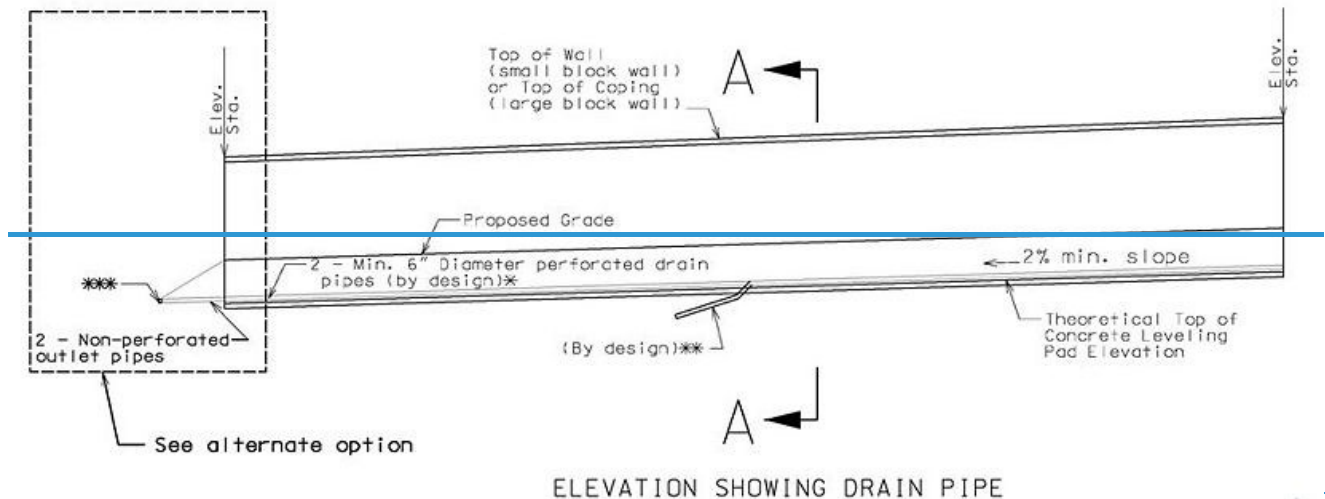 Elev.
Sta.
Top of Wall
(small block wall)
or Top of Coping
(large block wall)
A
Elev.
Sta.
Proposed Grade
2 - Min. 6" Diameter perforated drain
pipes (by design)*
2% min. slope
***
2 - Non-perforated
outlet pipes
(By design)**
Theoretical Top of
Concrete Leveling
Pad Elevation
A
See alternate option
ELEVATION SHOWING DRAIN PIPE